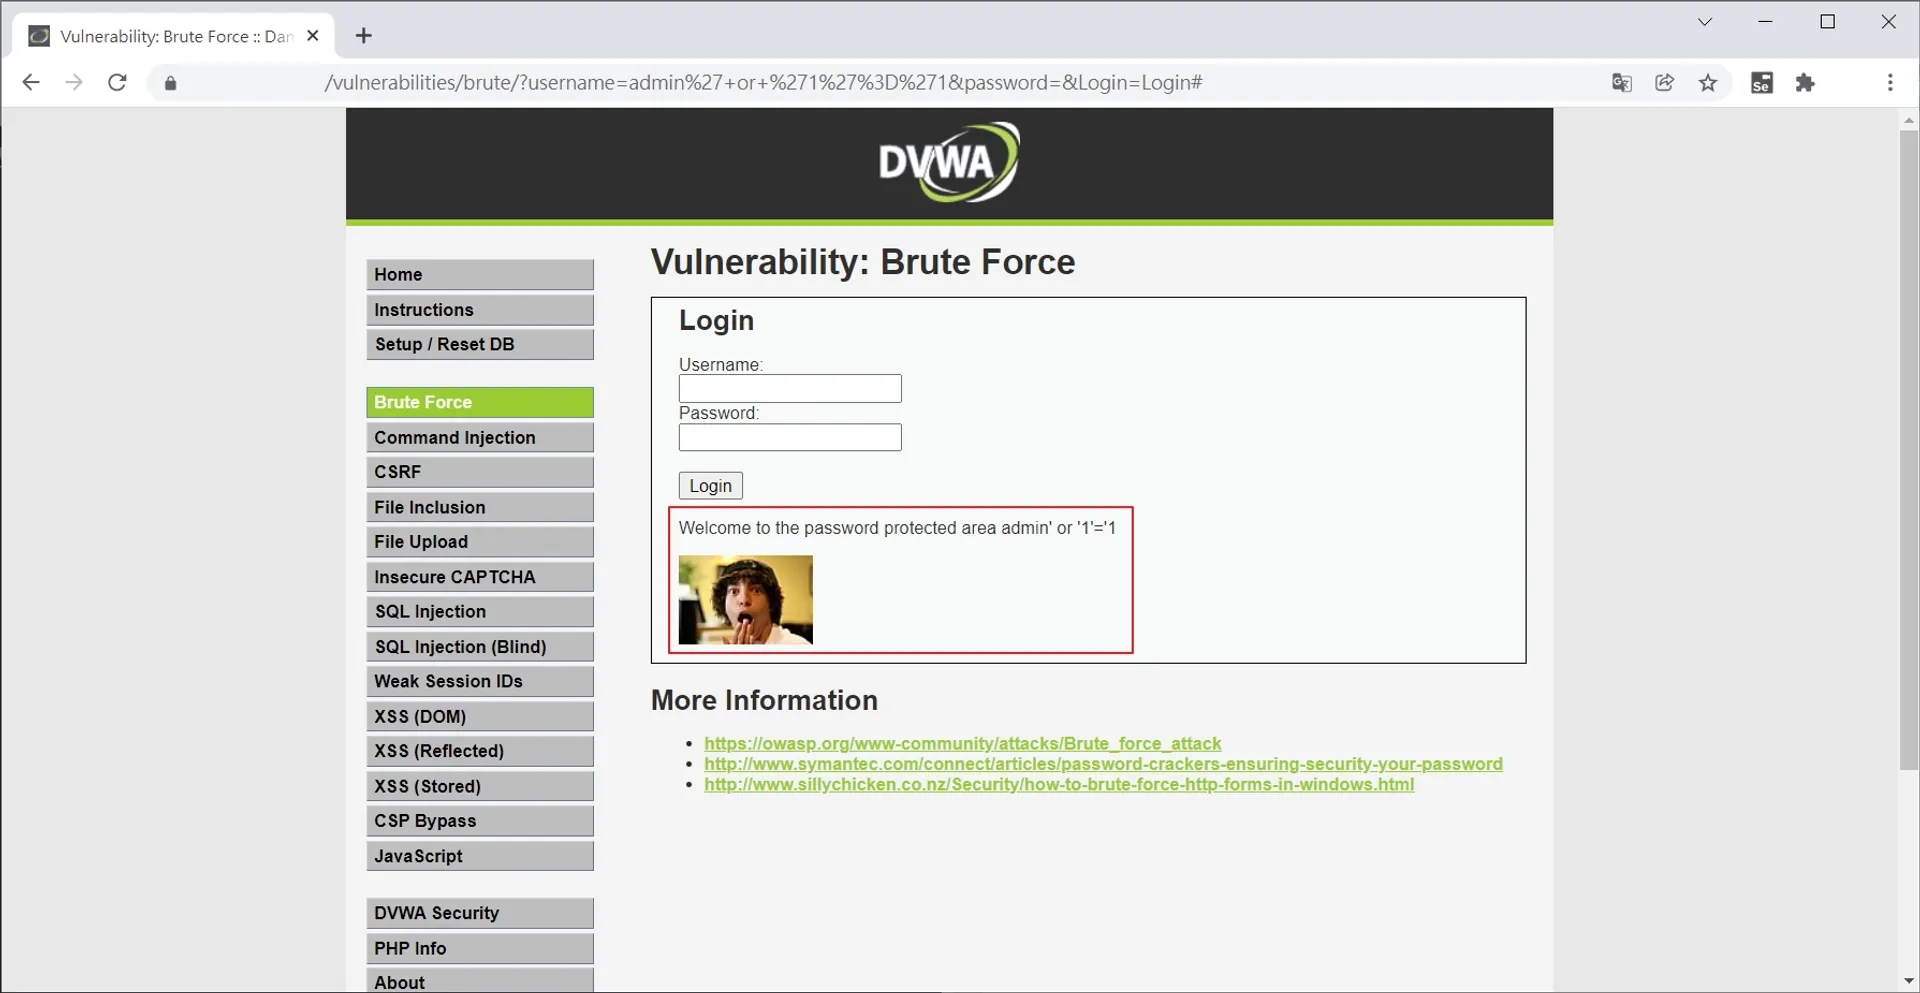 Vulnerability: Brute Force :: Dan
/vulnerabilities/brute/?username=admin%27+or+%271%27%3D%271&password=&Login=Login#
Se
DVWA
Home
Instructions
Setup / Reset DB
Brute Force
Command Injection
CSRF
File Inclusion
File Upload
Insecure CAPTCHA
SQL Injection
SQL Injection (Blind)
Weak Session IDs
XSS (DOM)
XSS (Reflected)
XSS (Stored)
CSP Bypass
JavaScript
DVWA Security
PHP Info
About
Vulnerability: Brute Force
Login
Username:
Password:
Login
Welcome to the password protected area admin' or '1'='1
More Information
https://owasp.org/www-community/attacks/Brute_force_attack
http://www.symantec.com/connect/articles/password-crackers-ensuring-security-your-password
http://www.sillychicken.co.nz/Security/how-to-brute-force-http-forms-in-windows.html